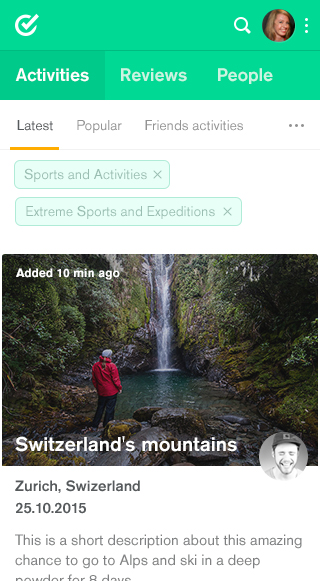 Activities Reviews People
Latest Popular Friends activities
Sports and Activities
Extreme Sports and Expeditions
Added 10 min ago
Switzerland's mountains
Zurich, Swizerland
25.10.2015
This is a short description about this amazing
chance to go to Alps and ski in a deep
powder for 8 days